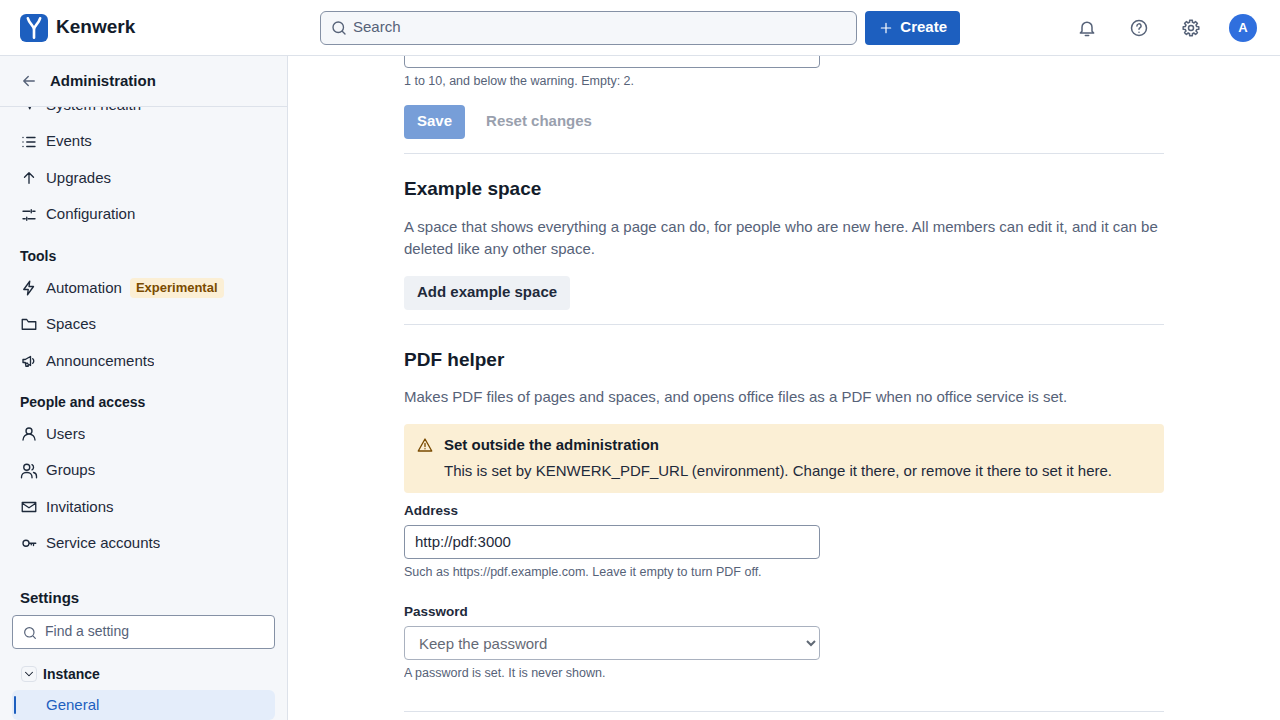 Kenwerk
Search
Create
A
Administration
System health
Events
Upgrades
Configuration
Tools
Automation Experimental
Spaces
Announcements
People and access
Users
Groups
Invitations
Service accounts
Settings
Find a setting
Instance
General
1 to 10, and below the warning. Empty: 2.
Save Reset changes
Example space
A space that shows everything a page can do, for people who are new here. All members can edit it, and it can be
deleted like any other space.
Add example space
PDF helper
Makes PDF files of pages and spaces, and opens office files as a PDF when no office service is set.
Set outside the administration
This is set by KENWERK_PDF_URL (environment). Change it there, or remove it there to set it here.
Address
http://pdf:3000
Such as https://pdf.example.com. Leave it empty to turn PDF off.
Password
Keep the password
A password is set. It is never shown.